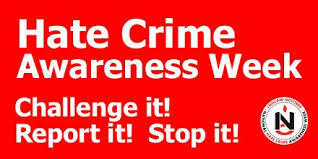 Hate Crime
Awareness Week
Challenge it!
Report it! Stop it!
N